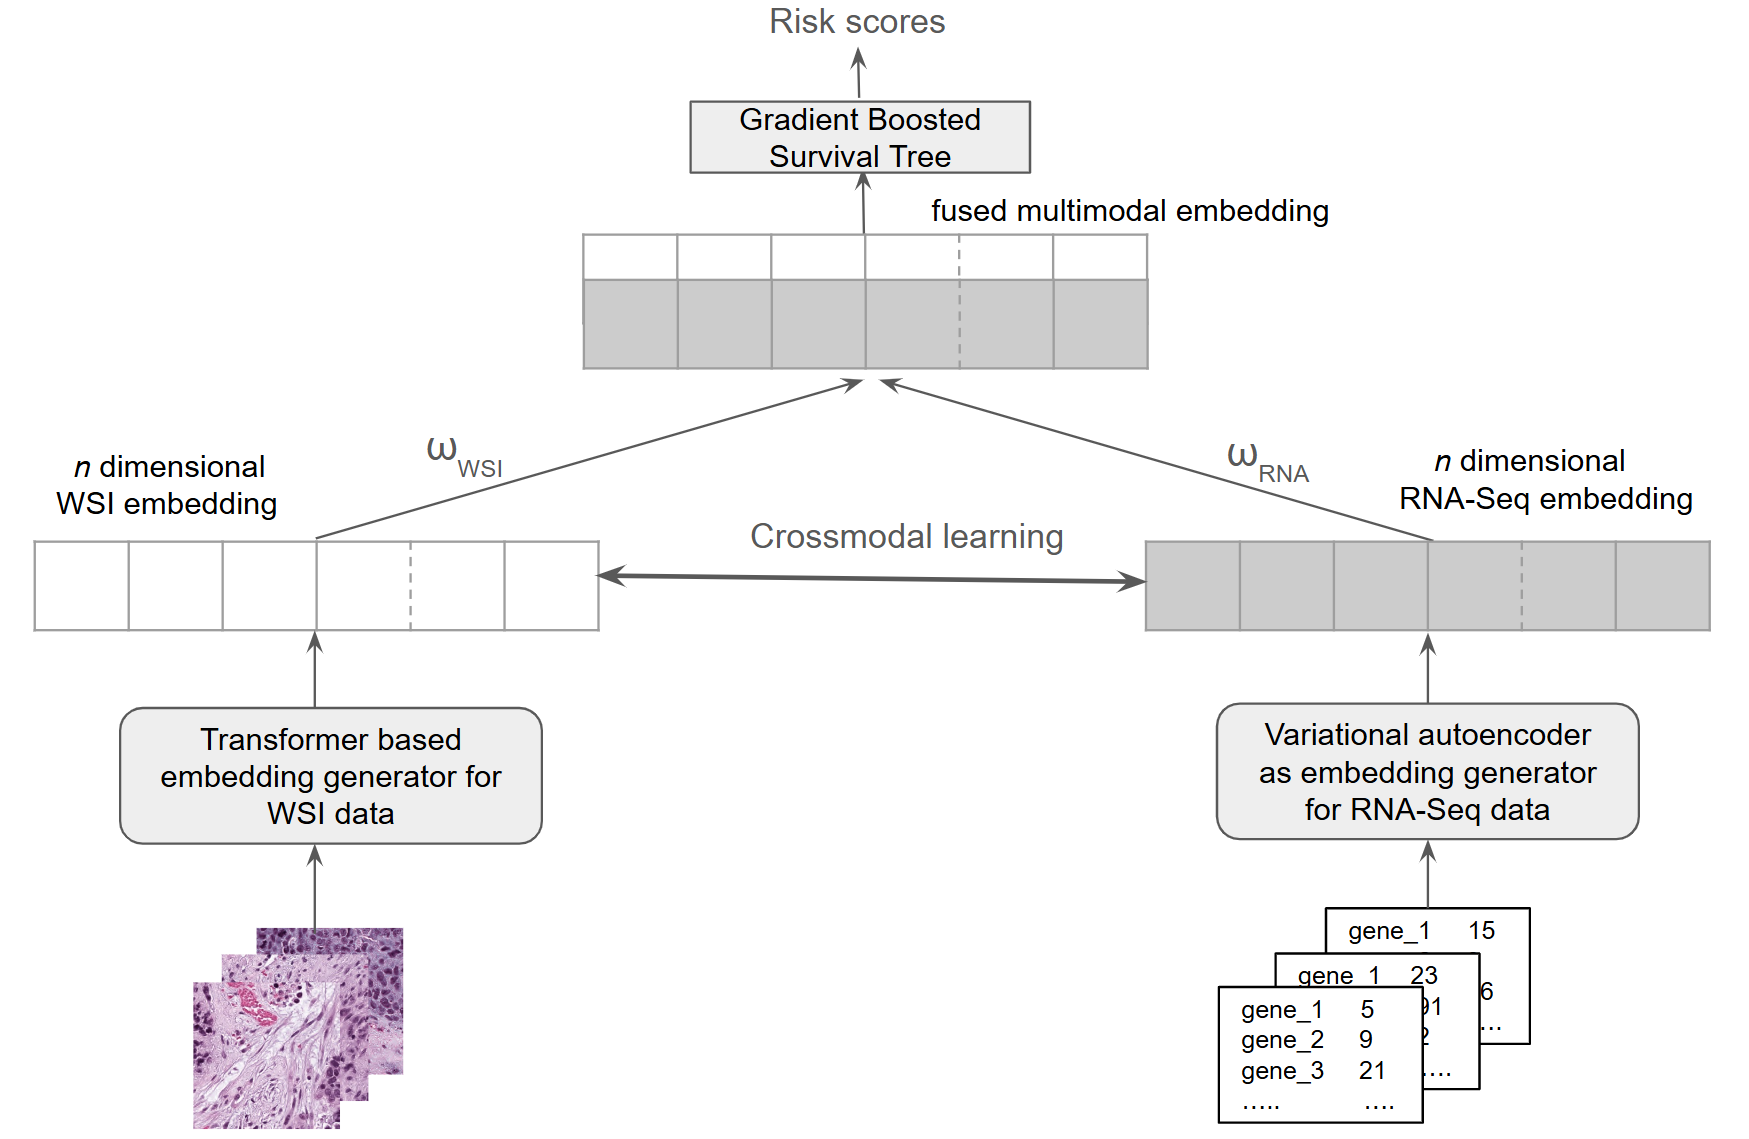 Risk scores
Gradient Boosted
Survival Tree
fused multimodal embedding
ω WSI
ω RNA
n dimensional
WSI embedding
n dimensional
RNA-Seq embedding
Crossmodal learning
Transformer based
embedding generator for
WSI data
Variational autoencoder
as embedding generator
for RNA-Seq data
gene_1 15
6
...
gene_1 23
91
2
....
gene_1 5
gene_2 9
gene_3 21
..... ....